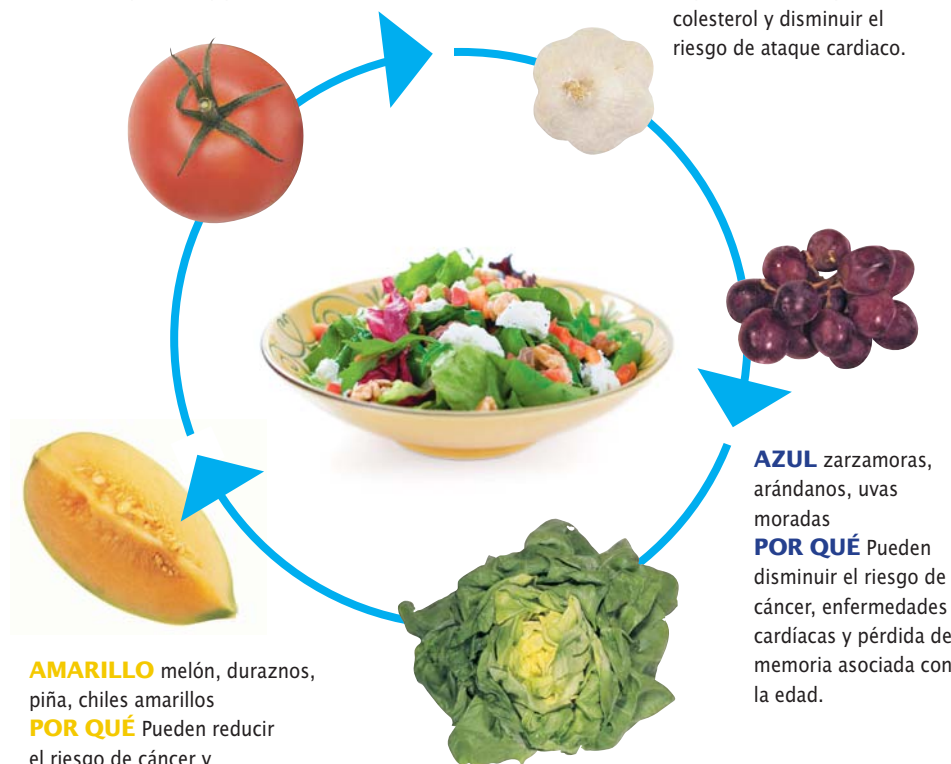 colesterol y disminuir el
riesgo de ataque cardiaco.
AZUL zarzamoras,
arándanos, uvas
moradas
POR QUÉ Pueden
disminuir el riesgo de
cáncer, enfermedades
cardíacas y pérdida de
memoria asociada con
la edad.
AMARILLO melón, duraznos,
piña, chiles amarillos
POR QUÉ Pueden reducir
el riesgo de cáncer y